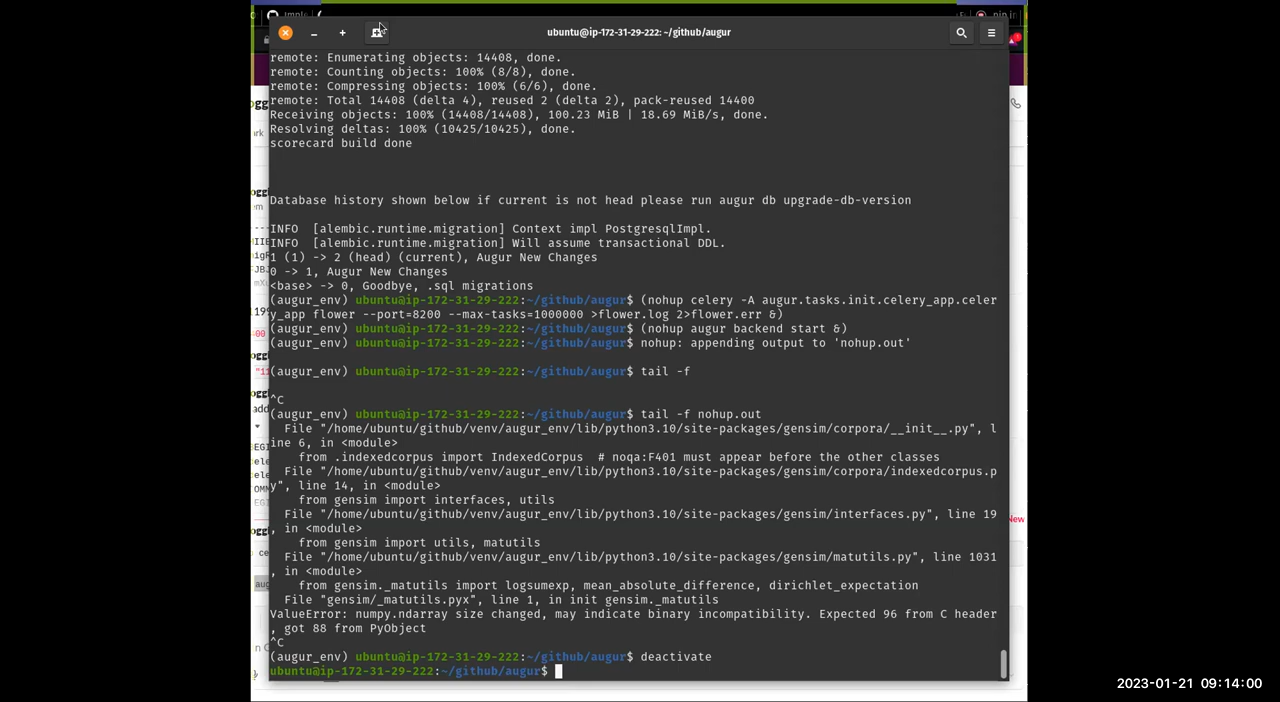 ubuntu@ip-172-31-29-222: ~/github/augur
remote: Enumerating objects: 14408, done.
remote: Counting objects: 100% (8/8), done.
remote: Compressing objects: 100% (6/6), done.
remote: Total 14408 (delta 4), reused 2 (delta 2), pack-reused 14400
Receiving objects: 100% (14408/14408), 100.23 MiB | 18.69 MiB/s, done.
Resolving deltas: 100% (10425/10425), done.
scorecard build done
Database history shown below if current is not head please run augur db upgrade-db-version
INFO  [alembic.runtime.migration] Context impl PostgresqlImpl.
INFO  [alembic.runtime.migration] Will assume transactional DDL.
1 (1) -> 2 (head) (current), Augur New Changes
0 -> 1, Augur New Changes
<base> -> 0, Goodbye, .sql migrations
(augur_env) ubuntu@ip-172-31-29-222:~/github/augur$ (nohup celery -A augur.tasks.init.celery_app.celer
y_app flower --port=8200 --max-tasks=1000000 >flower.log 2>flower.err &)
(augur_env) ubuntu@ip-172-31-29-222:~/github/augur$ (nohup augur backend start &)
(augur_env) ubuntu@ip-172-31-29-222:~/github/augur$ nohup: appending output to 'nohup.out'
(augur_env) ubuntu@ip-172-31-29-222:~/github/augur$ tail -f
^C
(augur_env) ubuntu@ip-172-31-29-222:~/github/augur$ tail -f nohup.out
File "/home/ubuntu/github/venv/augur_env/lib/python3.10/site-packages/gensim/corpora/__init__.py", l
ine 6, in <module>
from .indexedcorpus import IndexedCorpus  # noqa:F401 must appear before the other classes
File "/home/ubuntu/github/venv/augur_env/lib/python3.10/site-packages/gensim/corpora/indexedcorpus.p
y", line 14, in <module>
from gensim import interfaces, utils
File "/home/ubuntu/github/venv/augur_env/lib/python3.10/site-packages/gensim/interfaces.py", line 19
, in <module>
from gensim import utils, matutils
File "/home/ubuntu/github/venv/augur_env/lib/python3.10/site-packages/gensim/matutils.py", line 1031
, in <module>
from gensim._matutils import logsumexp, mean_absolute_difference, dirichlet_expectation
File "gensim/_matutils.pyx", line 1, in init gensim._matutils
ValueError: numpy.ndarray size changed, may indicate binary incompatibility. Expected 96 from C header
, got 88 from PyObject
^C
(augur_env) ubuntu@ip-172-31-29-222:~/github/augur$ deactivate
ubuntu@ip-172-31-29-222:~/github/augur$
New
2023-01-21 09:14:00